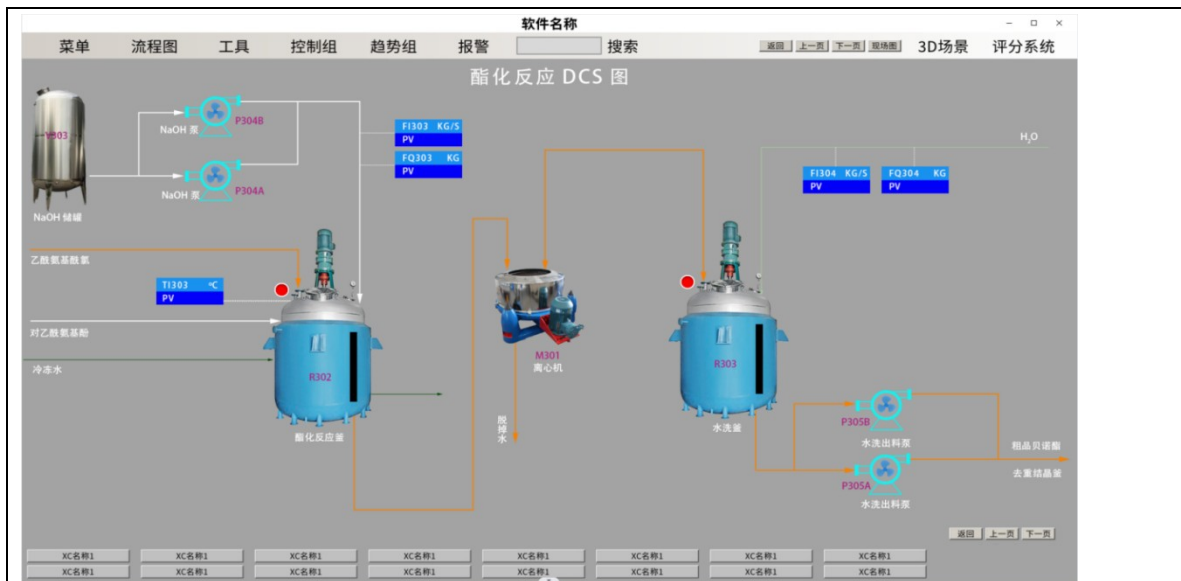 软件名称
菜单 流程图 工具 控制组 趋势组 报警 搜索 返回 上一页 下一页 现场图 3D场景 评分系统
酯化反应 DCS 图
V303
NaOH 泵
P304B
NaOH 泵
P304A
NaOH 储罐
FI303 KG/S
PV
FQ303 KG
PV
H₂O
FI304 KG/S
PV
FQ304 KG
PV
乙酰氨基酰氯
TI303 ℃
PV
对乙酰氨基酚
冷冻水
R302
酯化反应釜
M301
离心机
脱掉水
R303
水洗釜
P305B
水洗出料泵
P305A
水洗出料泵
粗品贝诺酯
去重结晶釜
返回 上一页 下一页
XC名称1 XC名称1 XC名称1 XC名称1 XC名称1 XC名称1 XC名称1 XC名称1
XC名称1 XC名称1 XC名称1 XC名称1 XC名称1 XC名称1 XC名称1 XC名称1